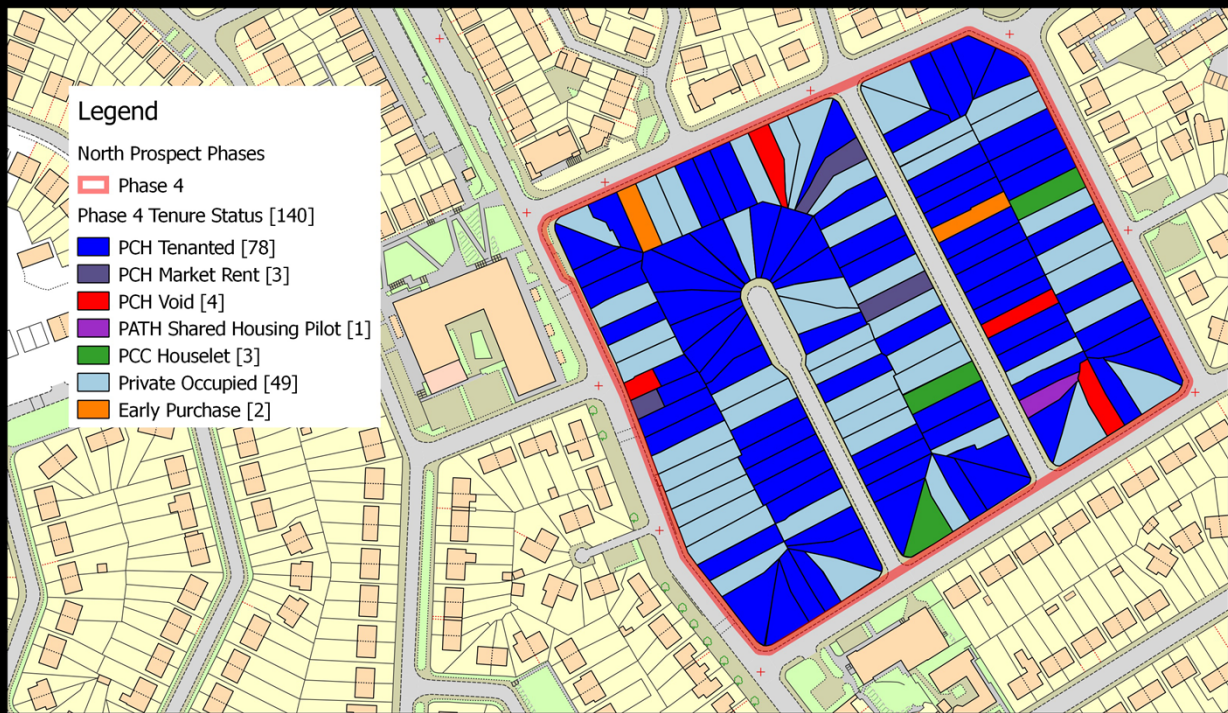 Legend
North Prospect Phases
Phase 4
Phase 4 Tenure Status [140]
PCH Tenanted [78]
PCH Market Rent [3]
PCH Void [4]
PATH Shared Housing Pilot [1]
PCC Houselet [3]
Private Occupied [49]
Early Purchase [2]